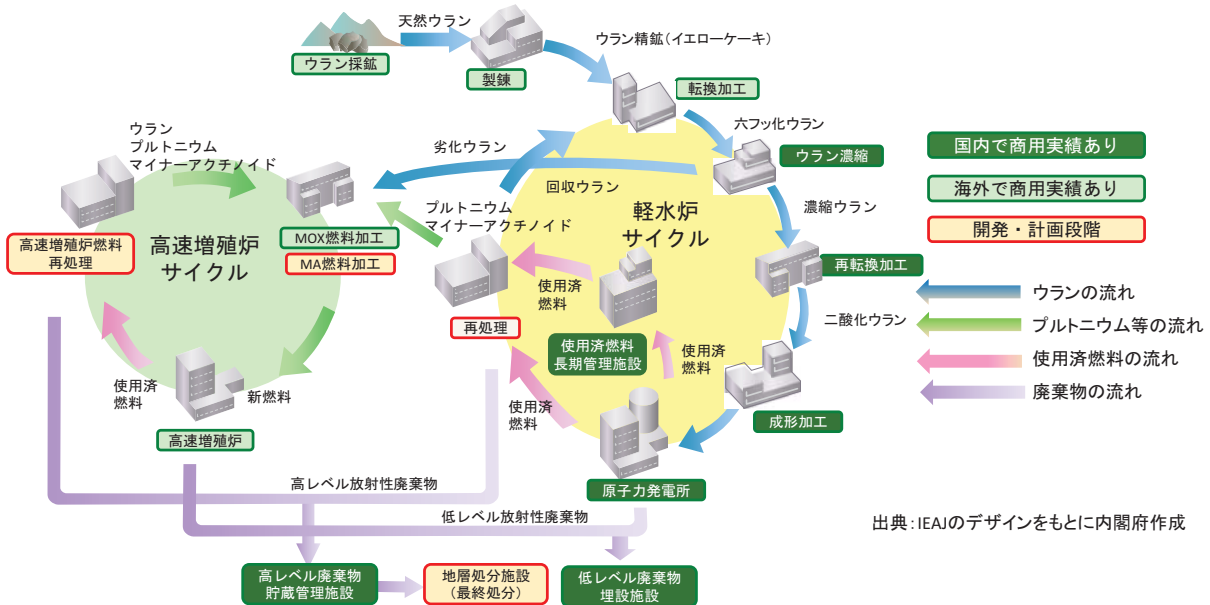 天然ウラン
ウラン採鉱
製錬
ウラン精鉱（イエローケーキ）
転換加工
六フッ化ウラン
ウラン濃縮
濃縮ウラン
再転換加工
二酸化ウラン
成形加工
原子力発電所
使用済
燃料
使用済燃料
長期管理施設
使用済
燃料
使用済
燃料
再処理
回収ウラン
劣化ウラン
プルトニウム
マイナーアクチノイド
軽水炉
サイクル
ウラン
プルトニウム
マイナーアクチノイド
MOX燃料加工
MA燃料加工
高速増殖炉
サイクル
高速増殖炉燃料
再処理
使用済
燃料
新燃料
高速増殖炉
高レベル放射性廃棄物
低レベル放射性廃棄物
高レベル廃棄物
貯蔵管理施設
地層処分施設
（最終処分）
低レベル廃棄物
埋設施設
国内で商用実績あり
海外で商用実績あり
開発・計画段階
ウランの流れ
プルトニウム等の流れ
使用済燃料の流れ
廃棄物の流れ
出典：IEAJのデザインをもとに内閣府作成